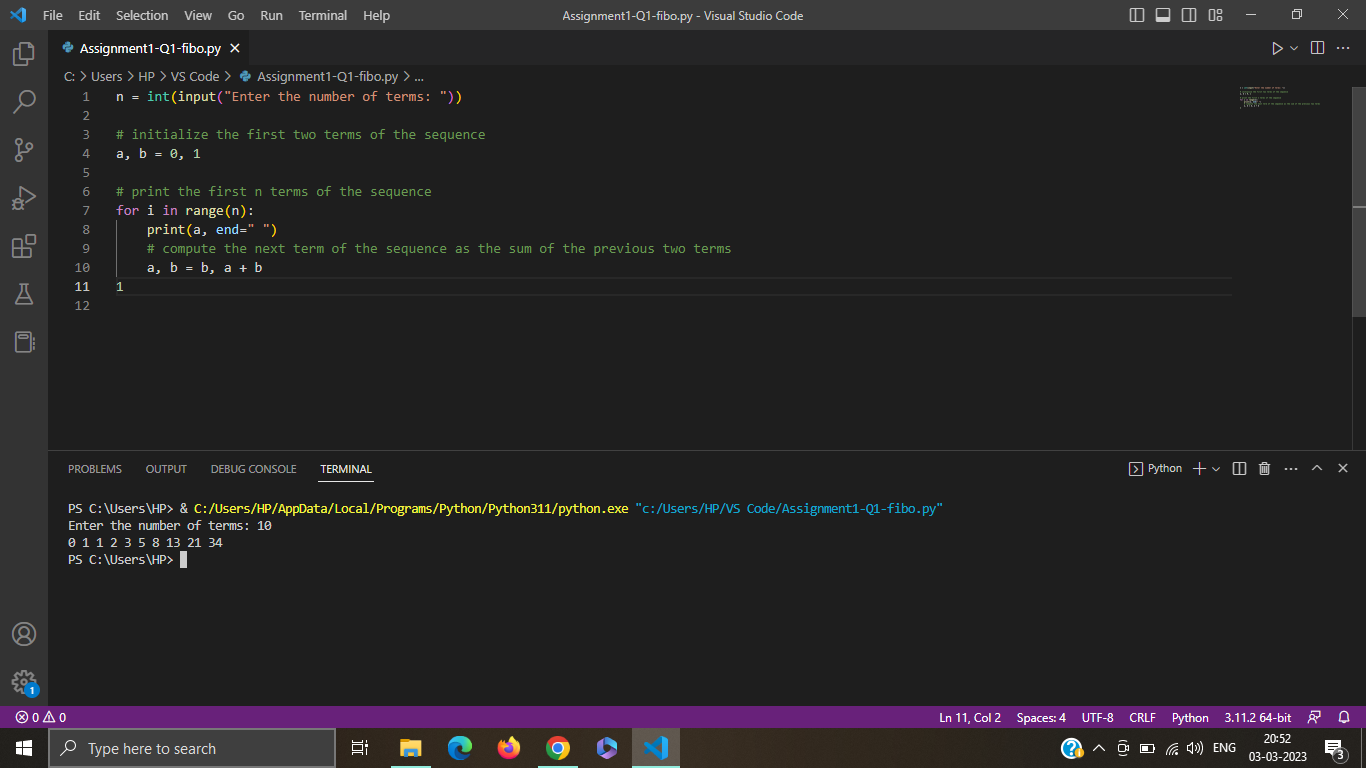 File Edit Selection View Go Run Terminal Help Assignment1-Q1-fibo.py - Visual Studio Code
Assignment1-Q1-fibo.py
C: > Users > HP > VS Code > Assignment1-Q1-fibo.py > ...
1 n = int(input("Enter the number of terms: "))
2
3 # initialize the first two terms of the sequence
4 a, b = 0, 1
5
6 # print the first n terms of the sequence
7 for i in range(n):
8     print(a, end=" ")
9     # compute the next term of the sequence as the sum of the previous two terms
10     a, b = b, a + b
11 1
12
PROBLEMS OUTPUT DEBUG CONSOLE TERMINAL Python
PS C:\Users\HP> & C:/Users/HP/AppData/Local/Programs/Python/Python311/python.exe "c:/Users/HP/VS Code/Assignment1-Q1-fibo.py"
Enter the number of terms: 10
0 1 1 2 3 5 8 13 21 34
PS C:\Users\HP>
1
0 0 Ln 11, Col 2 Spaces: 4 UTF-8 CRLF Python 3.11.2 64-bit
Type here to search ENG 20:52
03-03-2023 3